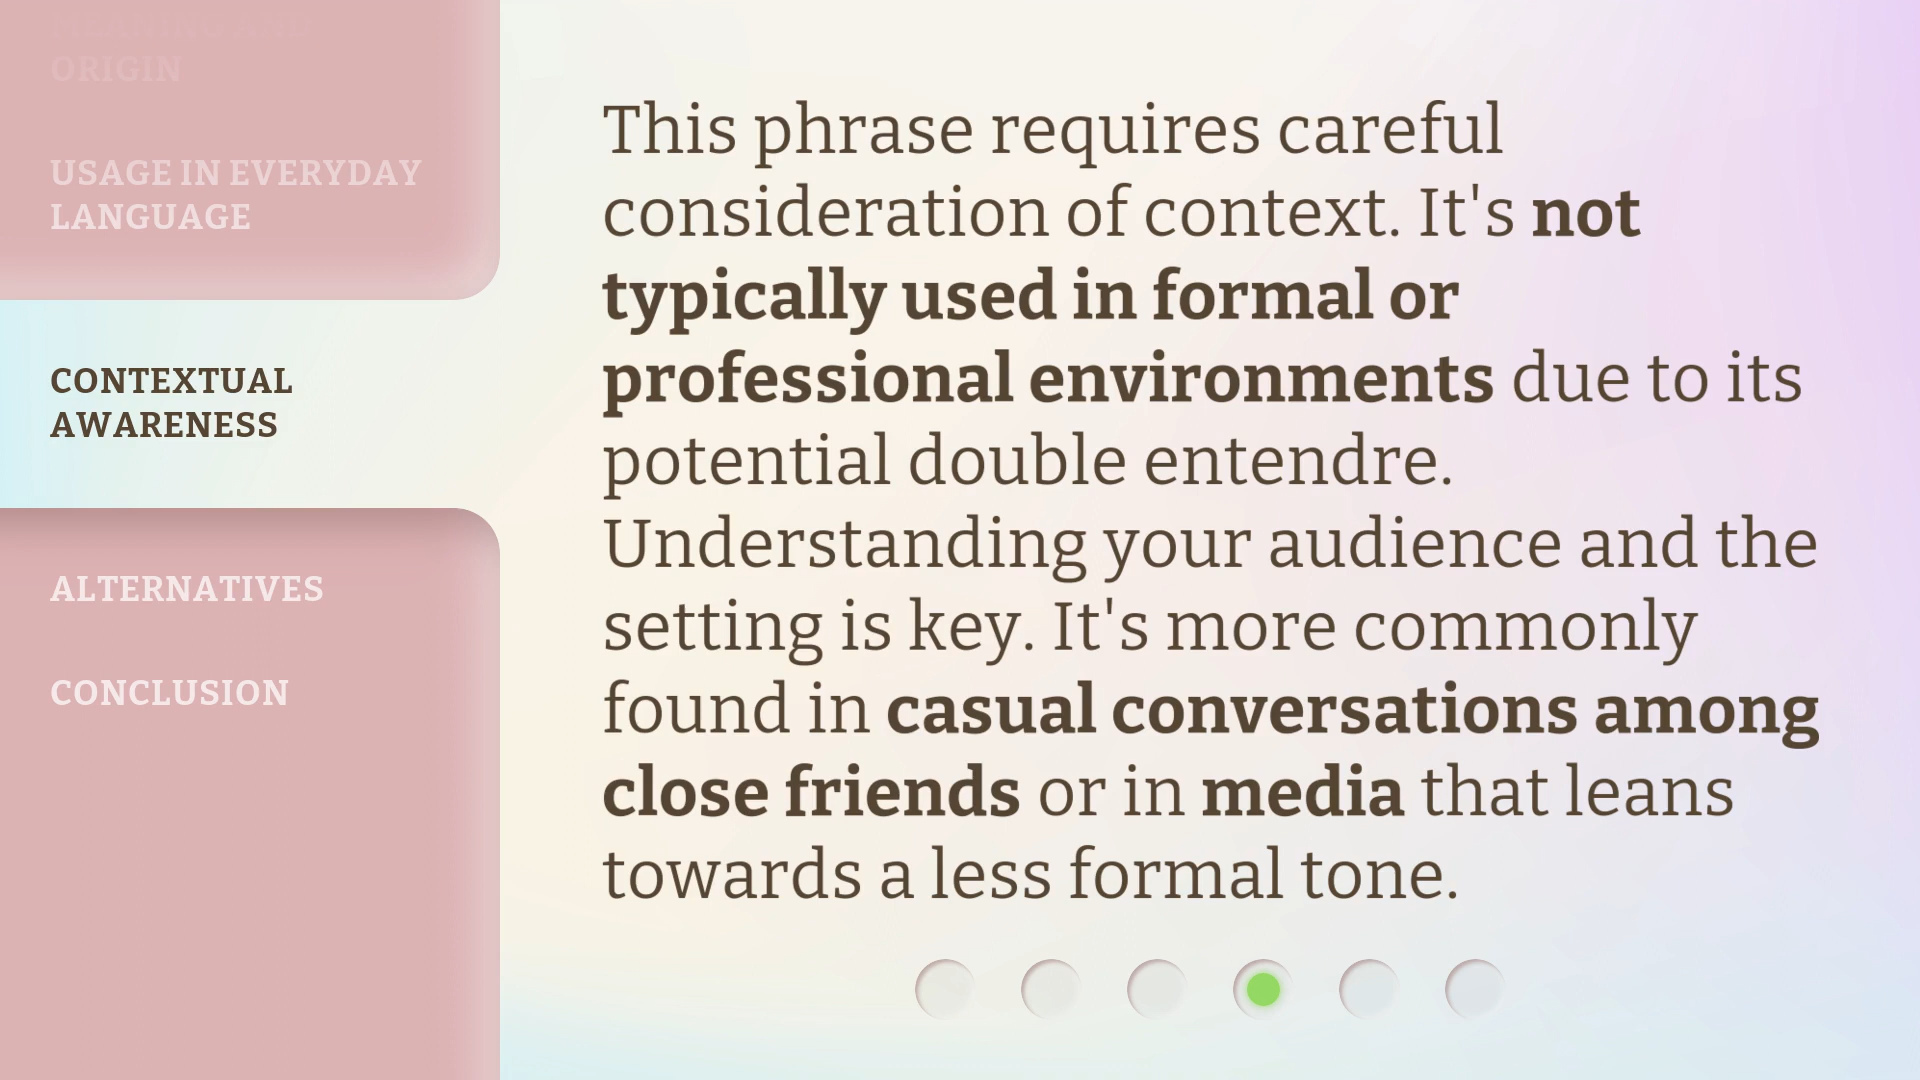 MEANING AND
ORIGIN
USAGE IN EVERYDAY
LANGUAGE
CONTEXTUAL
AWARENESS
ALTERNATIVES
CONCLUSION
This phrase requires careful
consideration of context. It's not
typically used in formal or
professional environments due to its
potential double entendre.
Understanding your audience and the
setting is key. It's more commonly
found in casual conversations among
close friends or in media that leans
towards a less formal tone.